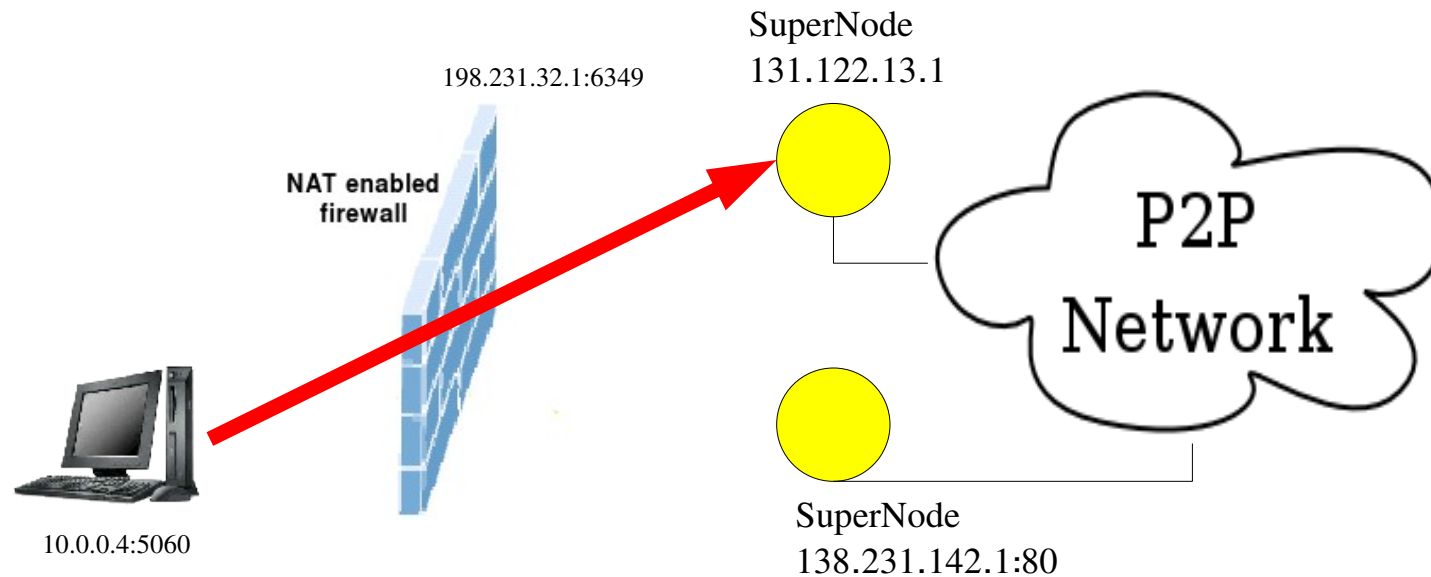 SuperNode
131.122.13.1
198.231.32.1:6349
NAT enabled
firewall
P2P
Network
10.0.0.4:5060
SuperNode
138.231.142.1:80